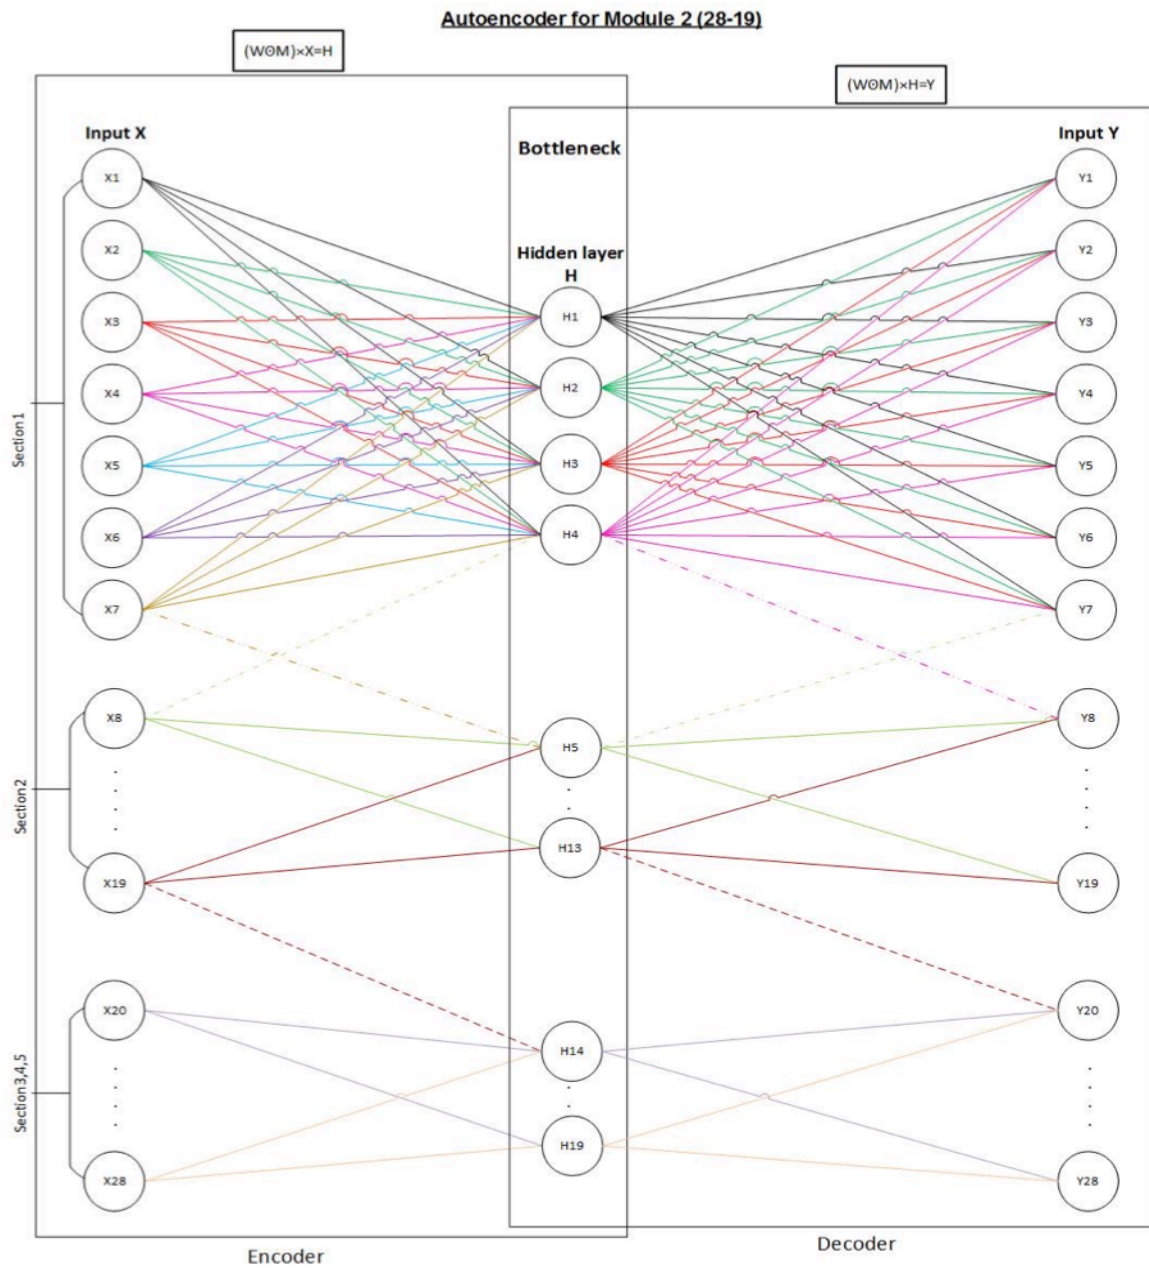 Autoencoder for Module 2 (28-19)
(WʘM)×X=H
(WʘM)×H=Y
Input X
Bottleneck
Input Y
Hidden layer
H
Section1
X1
X2
X3
X4
X5
X6
X7
H1
H2
H3
H4
Y1
Y2
Y3
Y4
Y5
Y6
Y7
Section2
X8
X19
H5
H13
Y8
Y19
Section3,4,5
X20
X28
H14
H19
Y20
Y28
Encoder
Decoder